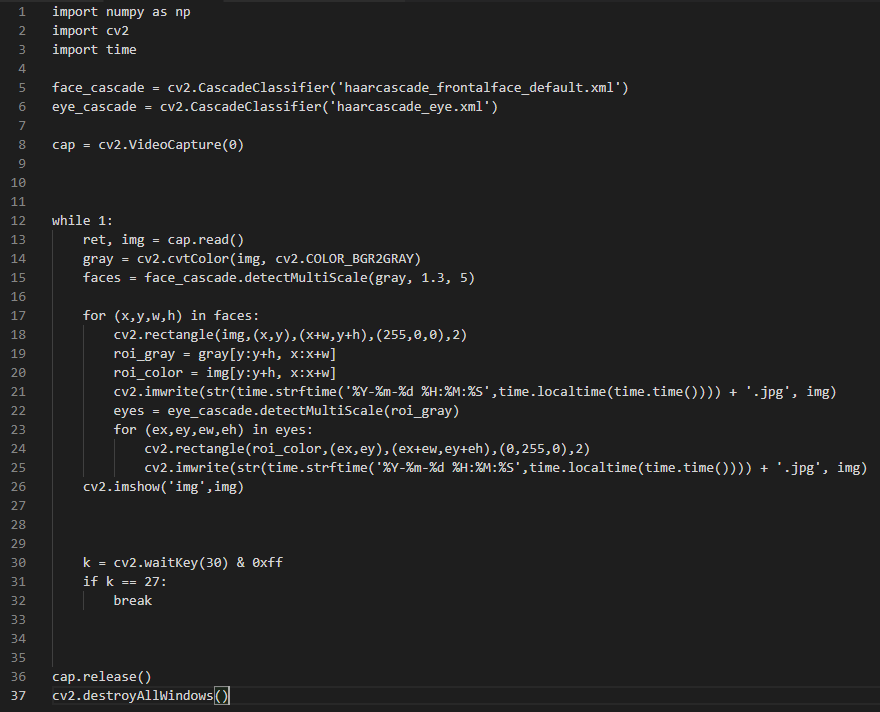 1 import numpy as np
2 import cv2
3 import time
4
5 face_cascade = cv2.CascadeClassifier('haarcascade_frontalface_default.xml')
6 eye_cascade = cv2.CascadeClassifier('haarcascade_eye.xml')
7
8 cap = cv2.VideoCapture(0)
9
10
11
12 while 1:
13     ret, img = cap.read()
14     gray = cv2.cvtColor(img, cv2.COLOR_BGR2GRAY)
15     faces = face_cascade.detectMultiScale(gray, 1.3, 5)
16
17     for (x,y,w,h) in faces:
18         cv2.rectangle(img,(x,y),(x+w,y+h),(255,0,0),2)
19         roi_gray = gray[y:y+h, x:x+w]
20         roi_color = img[y:y+h, x:x+w]
21         cv2.imwrite(str(time.strftime('%Y-%m-%d %H:%M:%S',time.localtime(time.time()))) + '.jpg', img)
22         eyes = eye_cascade.detectMultiScale(roi_gray)
23         for (ex,ey,ew,eh) in eyes:
24             cv2.rectangle(roi_color,(ex,ey),(ex+ew,ey+eh),(0,255,0),2)
25             cv2.imwrite(str(time.strftime('%Y-%m-%d %H:%M:%S',time.localtime(time.time()))) + '.jpg', img)
26     cv2.imshow('img',img)
27
28
29
30     k = cv2.waitKey(30) & 0xff
31     if k == 27:
32         break
33
34
35
36 cap.release()
37 cv2.destroyAllWindows()